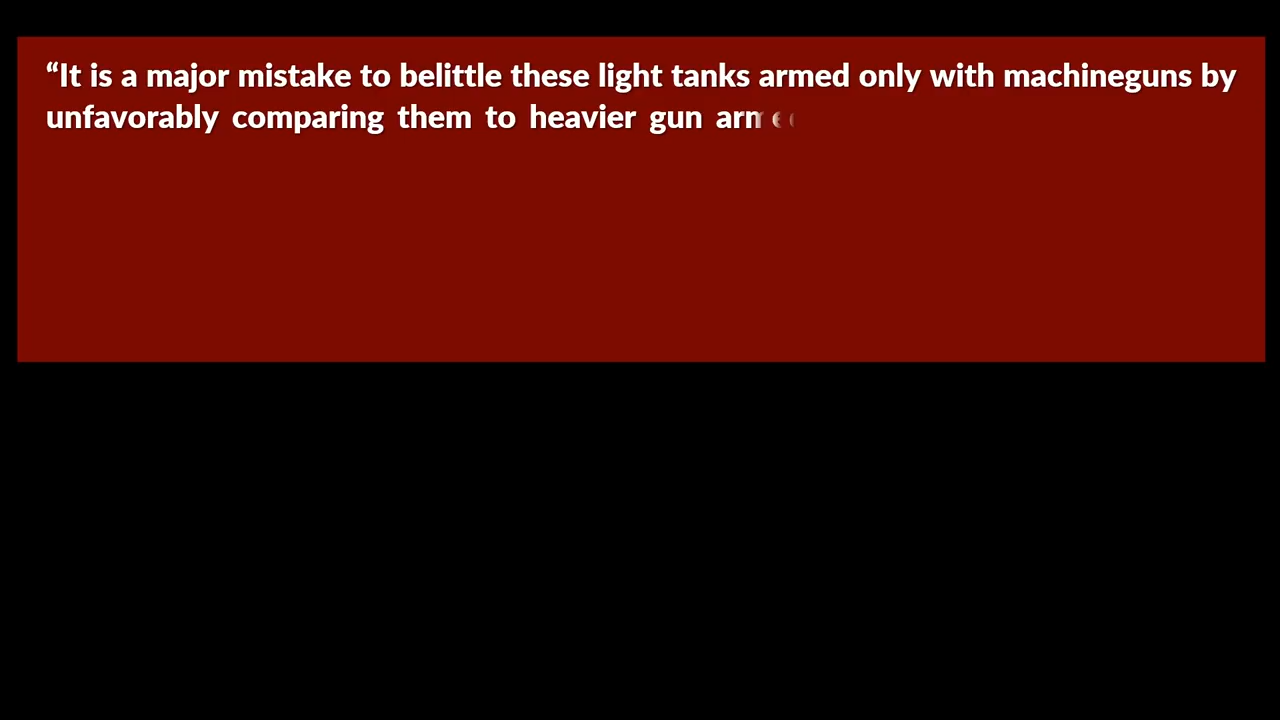 “It is a major mistake to belittle these light tanks armed only with machineguns by
unfavorably comparing them to heavier gun